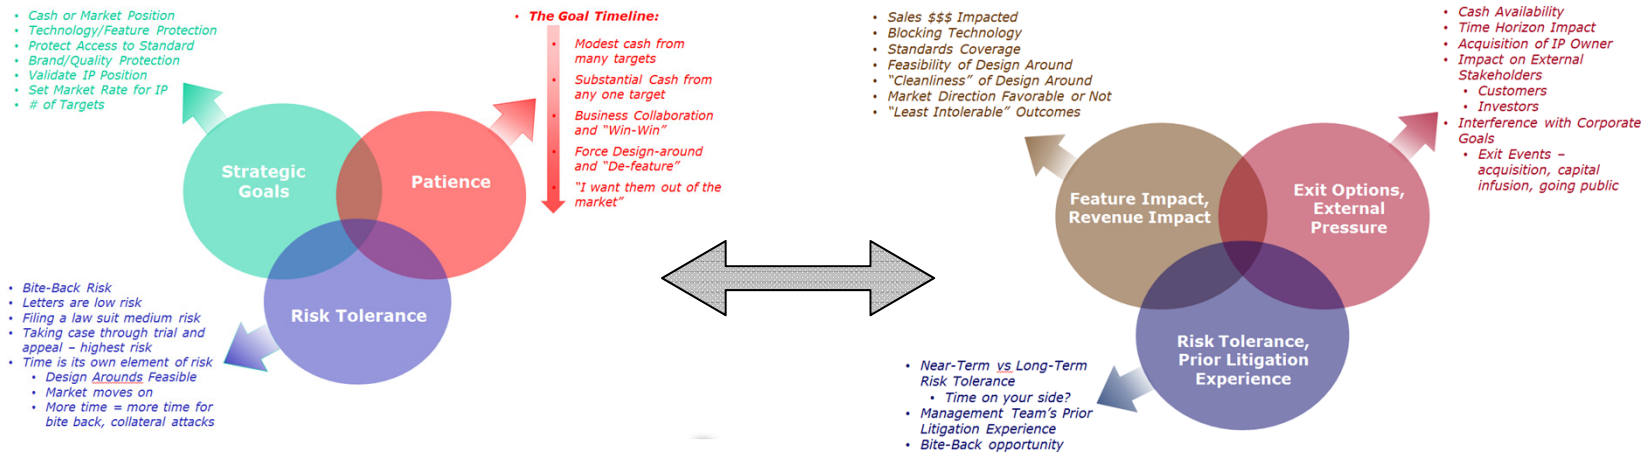 • Cash or Market Position
• Technology/Feature Protection
• Protect Access to Standard
• Brand/Quality Protection
• Validate IP Position
• Set Market Rate for IP
• # of Targets
Strategic
Goals
Patience
Risk Tolerance
• The Goal Timeline:
• Modest cash from
many targets
• Substantial Cash from
any one target
• Business Collaboration
and “Win-Win”
• Force Design-around
and “De-feature”
• “I want them out of the
market”
• Bite-Back Risk
• Letters are low risk
• Filing a law suit medium risk
• Taking case through trial and
appeal – highest risk
• Time is its own element of risk
• Design Arounds Feasible
• Market moves on
• More time = more time for
bite back, collateral attacks
• Sales $$$ Impacted
• Blocking Technology
• Standards Coverage
• Feasibility of Design Around
• “Cleanliness” of Design Around
• Market Direction Favorable or Not
• “Least Intolerable” Outcomes
Feature Impact,
Revenue Impact
Exit Options,
External
Pressure
Risk Tolerance,
Prior Litigation
Experience
• Cash Availability
• Time Horizon Impact
• Acquisition of IP Owner
• Impact on External
Stakeholders
• Customers
• Investors
• Interference with Corporate
Goals
• Exit Events –
acquisition, capital
infusion, going public
• Near-Term vs Long-Term
Risk Tolerance
• Time on your side?
• Management Team’s Prior
Litigation Experience
• Bite-Back opportunity